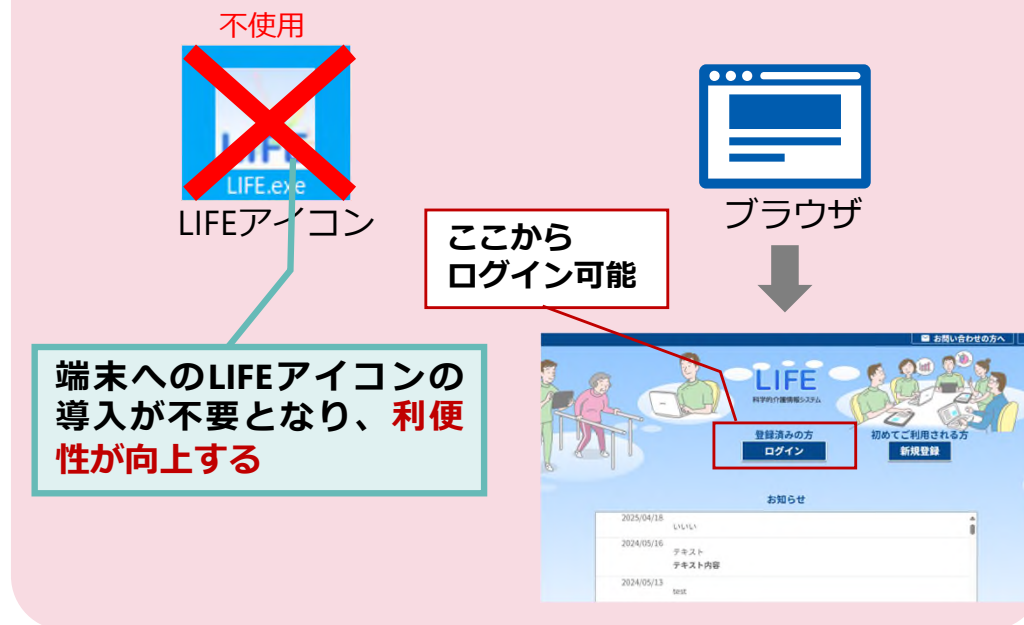 不使用
LIFE
LIFE.exe
LIFEアイコン
ブラウザ
ここから
ログイン可能
端末へのLIFEアイコンの
導入が不要となり、利便
性が向上する
お問い合わせの方へ
LIFE
科学的介護情報システム
登録済みの方
ログイン
初めてご利用される方
新規登録
お知らせ
2025/04/18
いいい
2024/05/16
テキスト
テキスト内容
2024/05/13
test